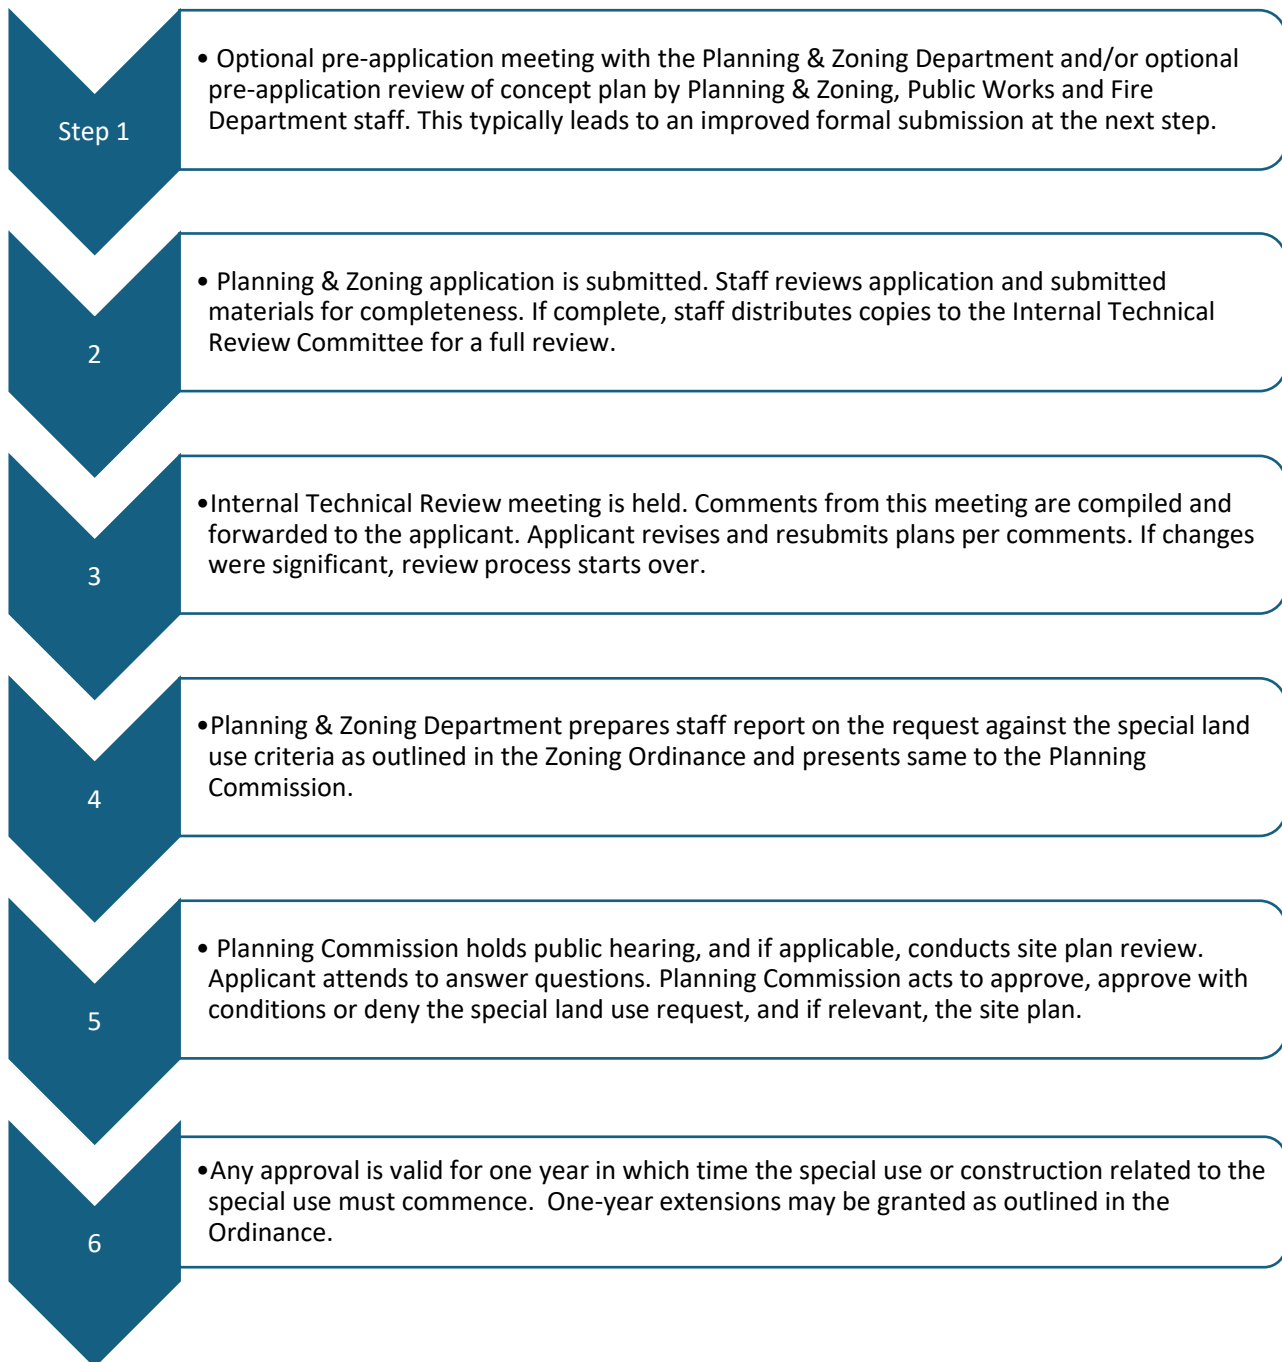 Step 1
• Optional pre-application meeting with the Planning & Zoning Department and/or optional
pre-application review of concept plan by Planning & Zoning, Public Works and Fire
Department staff. This typically leads to an improved formal submission at the next step.
2
• Planning & Zoning application is submitted. Staff reviews application and submitted
materials for completeness. If complete, staff distributes copies to the Internal Technical
Review Committee for a full review.
3
•Internal Technical Review meeting is held. Comments from this meeting are compiled and
forwarded to the applicant. Applicant revises and resubmits plans per comments. If changes
were significant, review process starts over.
4
•Planning & Zoning Department prepares staff report on the request against the special land
use criteria as outlined in the Zoning Ordinance and presents same to the Planning
Commission.
5
• Planning Commission holds public hearing, and if applicable, conducts site plan review.
Applicant attends to answer questions. Planning Commission acts to approve, approve with
conditions or deny the special land use request, and if relevant, the site plan.
6
•Any approval is valid for one year in which time the special use or construction related to the
special use must commence.  One-year extensions may be granted as outlined in the
Ordinance.